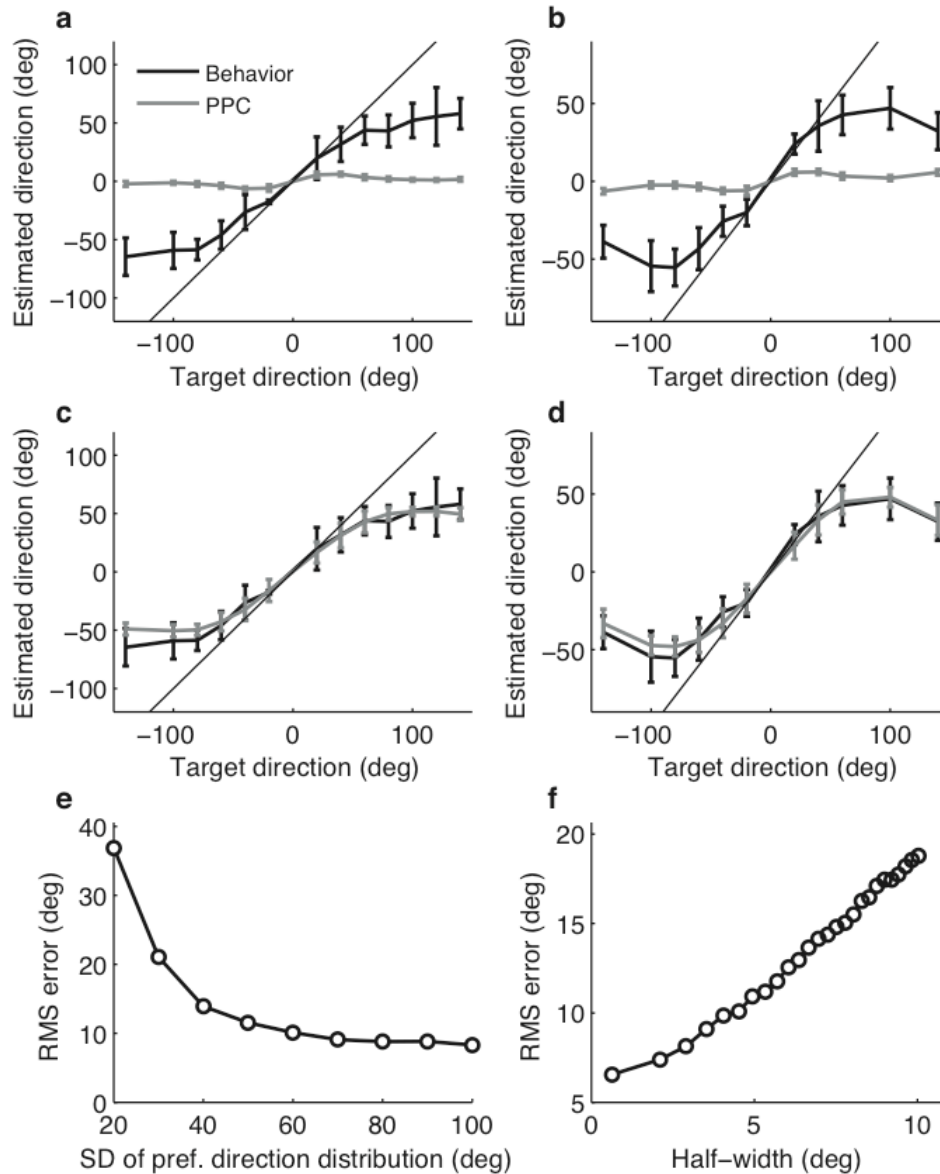 a
Estimated direction (deg)
100
50
0
−50
−100
Behavior
PPC
−100
0
100
Target direction (deg)
b
Estimated direction (deg)
50
0
−50
−100
0
100
Target direction (deg)
c
Estimated direction (deg)
100
50
0
−50
−100
−100
0
100
Target direction (deg)
d
Estimated direction (deg)
50
0
−50
−100
0
100
Target direction (deg)
e
RMS error (deg)
40
30
20
10
0
20
40
60
80
100
SD of pref. direction distribution (deg)
f
RMS error (deg)
20
15
10
5
0
5
10
Half−width (deg)